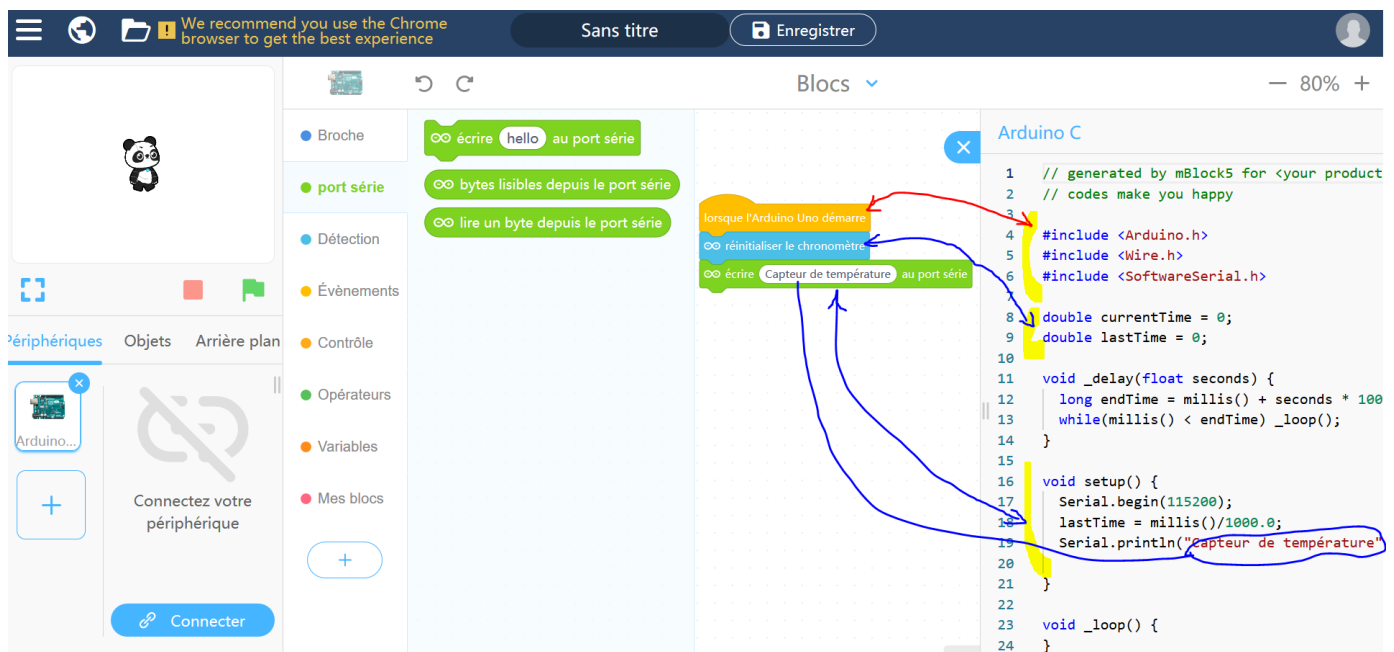 We recommend you use the Chrome
browser to get the best experience
Sans titre
Enregistrer
Blocs
80%
Broche
port série
Détection
Évènements
Contrôle
Opérateurs
Variables
Mes blocs
écrire hello au port série
bytes lisibles depuis le port série
lire un byte depuis le port série
lorsque l'Arduino Uno démarre
réinitialiser le chronomètre
écrire Capteur de température au port série
Périphériques
Objets
Arrière plan
Arduino...
Connectez votre
périphérique
Connecter
Arduino C
1 // generated by mBlock5 for <your product
2 // codes make you happy
3
4 #include <Arduino.h>
5 #include <Wire.h>
6 #include <SoftwareSerial.h>
7
8 double currentTime = 0;
9 double lastTime = 0;
10
11 void _delay(float seconds) {
12 long endTime = millis() + seconds * 100
13 while(millis() < endTime) _loop();
14 }
15
16 void setup() {
17 Serial.begin(115200);
18 lastTime = millis()/1000.0;
19 Serial.println("Capteur de température"
20
21 }
22
23 void _loop() {
24 }